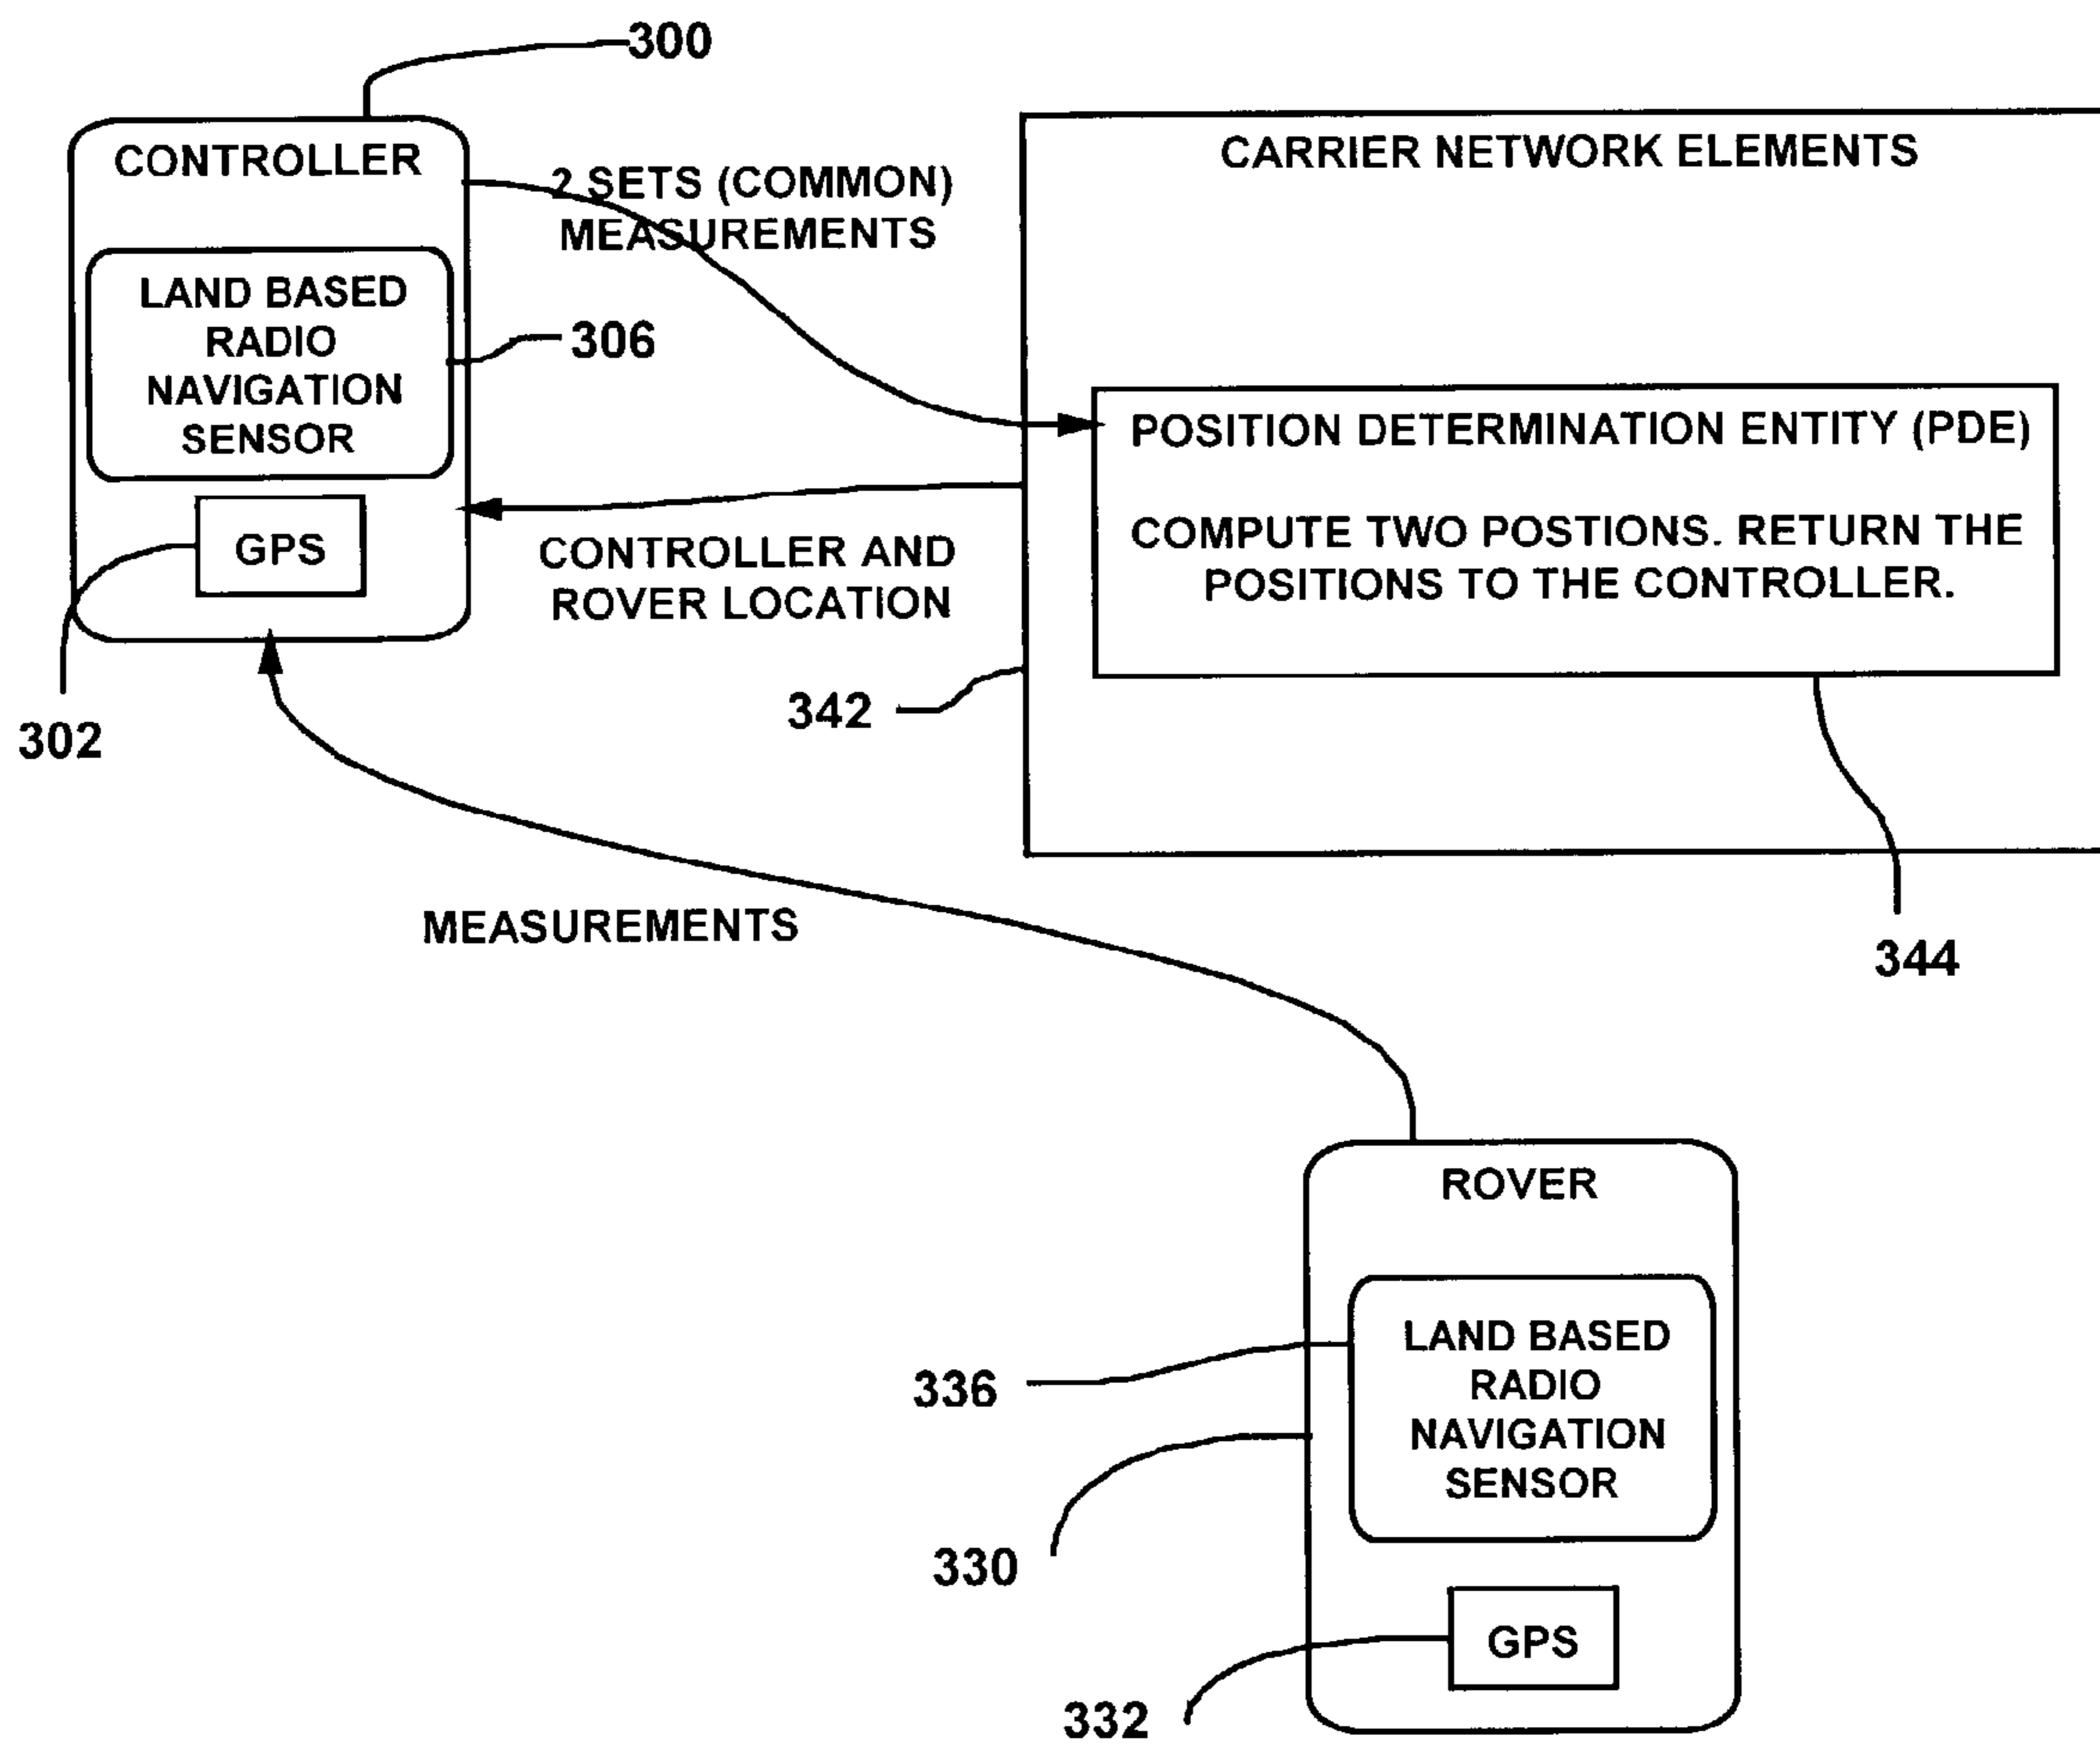 300
CONTROLLER
2 SETS (COMMON)
MEASUREMENTS
LAND BASED
RADIO
NAVIGATION
SENSOR
306
GPS
302
CONTROLLER AND
ROVER LOCATION
CARRIER NETWORK ELEMENTS
POSITION DETERMINATION ENTITY (PDE)
COMPUTE TWO POSTIONS. RETURN THE
POSITIONS TO THE CONTROLLER.
342
344
MEASUREMENTS
ROVER
LAND BASED
RADIO
NAVIGATION
SENSOR
336
330
GPS
332